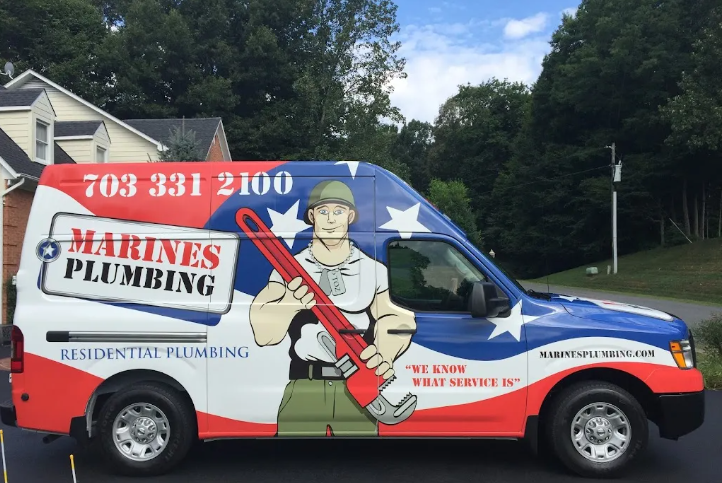 703 331 2100
MARINES
PLUMBING
RESIDENTIAL PLUMBING
"WE KNOW
WHAT SERVICE IS"
MARINESPLUMBING.COM